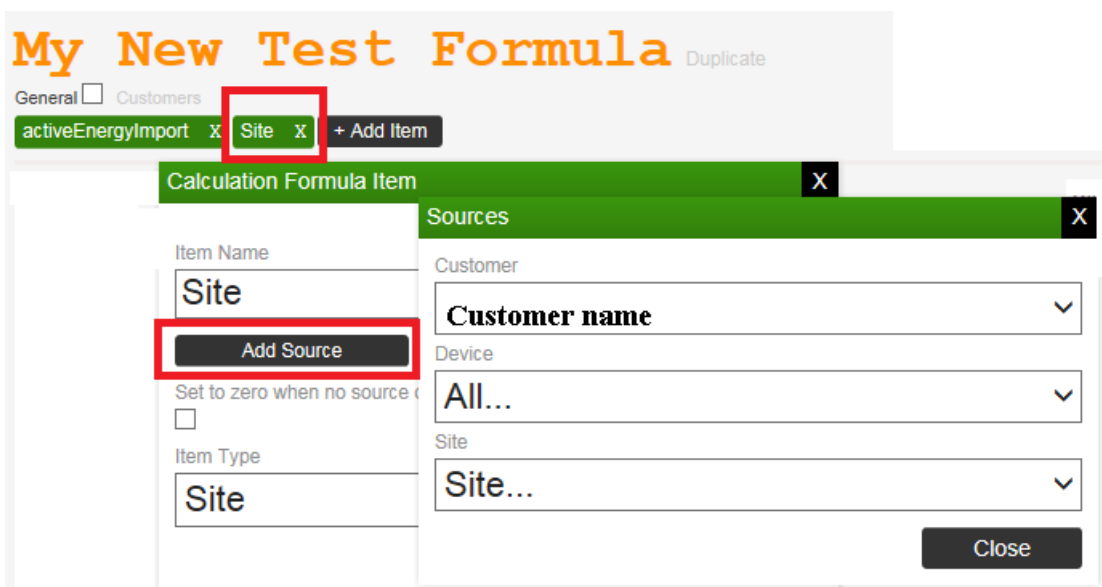 My New Test Formula Duplicate
General Customers
activeEnergyImport X Site X + Add Item
Calculation Formula Item X
Sources X
Item Name
Site
Add Source
Set to zero when no source
Item Type
Site
Customer
Customer name
Device
All...
Site
Site...
Close